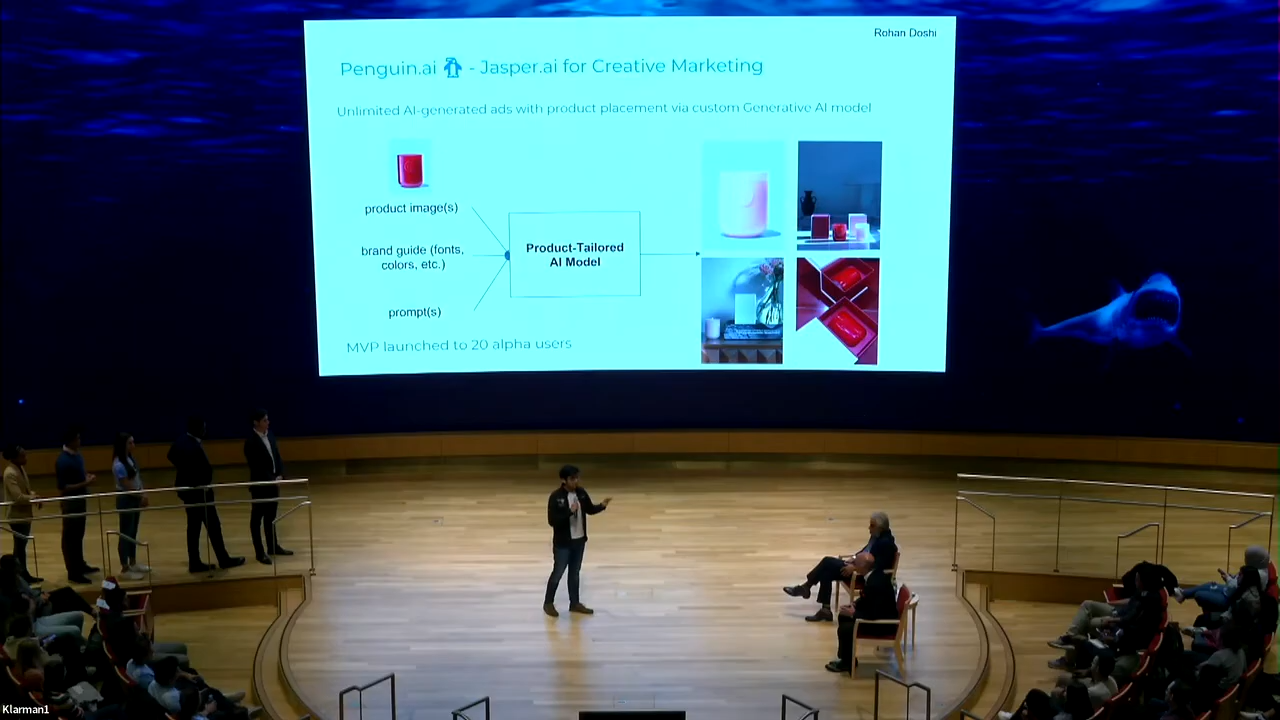 Rohan Doshi
Penguin.ai - Jasper.ai for Creative Marketing
Unlimited AI-generated ads with product placement via custom Generative AI model
product image(s)
brand guide (fonts,
colors, etc.)
prompt(s)
Product-Tailored
AI Model
MVP launched to 20 alpha users
Klarman1